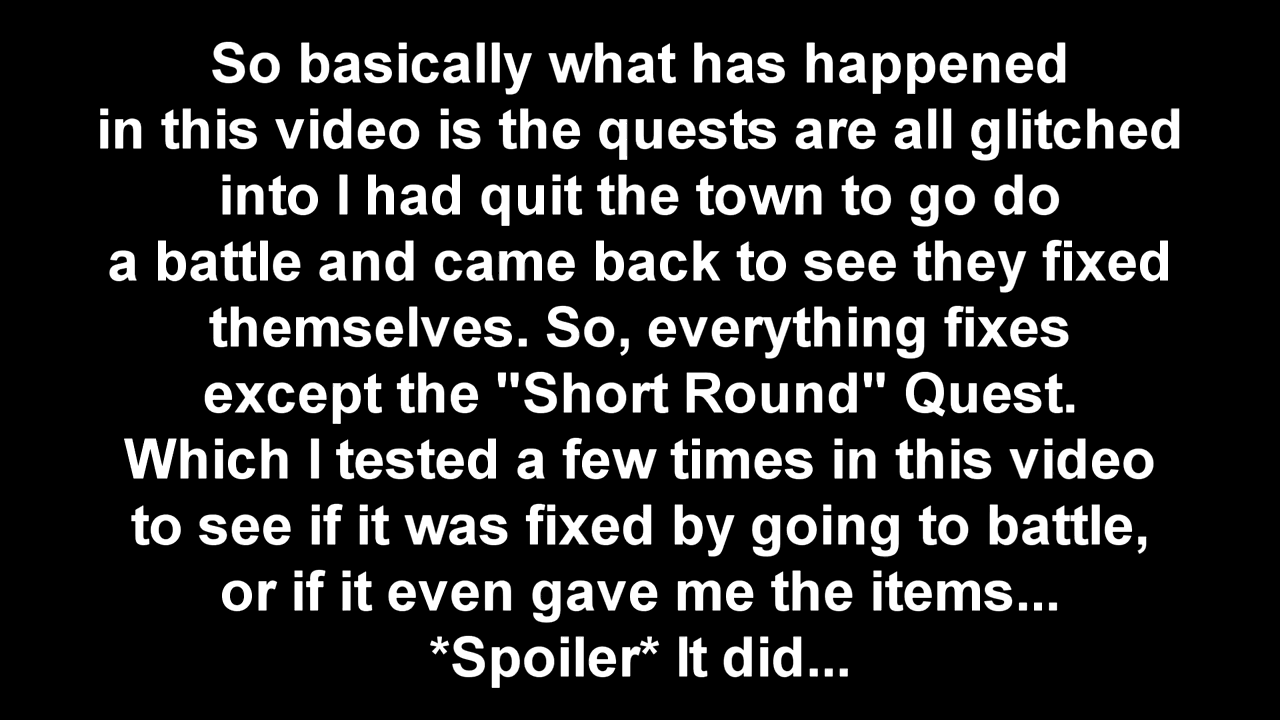 So basically what has happened
in this video is the quests are all glitched
into I had quit the town to go do
a battle and came back to see they fixed
themselves. So, everything fixes
except the "Short Round" Quest.
Which I tested a few times in this video
to see if it was fixed by going to battle,
or if it even gave me the items...
*Spoiler* It did...